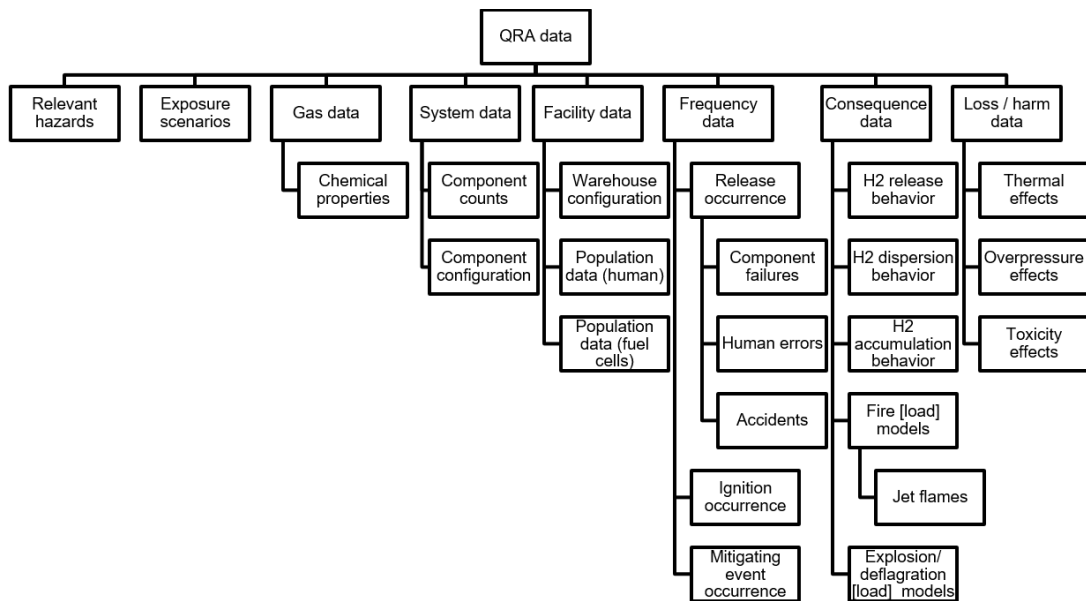 QRA data
Relevant
hazards
Exposure
scenarios
Gas data
System data
Facility data
Frequency
data
Consequence
data
Loss / harm
data
Chemical
properties
Component
counts
Component
configuration
Warehouse
configuration
Population
data (human)
Population
data (fuel
cells)
Release
occurrence
Component
failures
Human errors
Accidents
Ignition
occurrence
Mitigating
event
occurrence
H2 release
behavior
H2 dispersion
behavior
H2
accumulation
behavior
Fire [load]
models
Jet flames
Explosion/
deflagration
[load] models
Thermal
effects
Overpressure
effects
Toxicity
effects